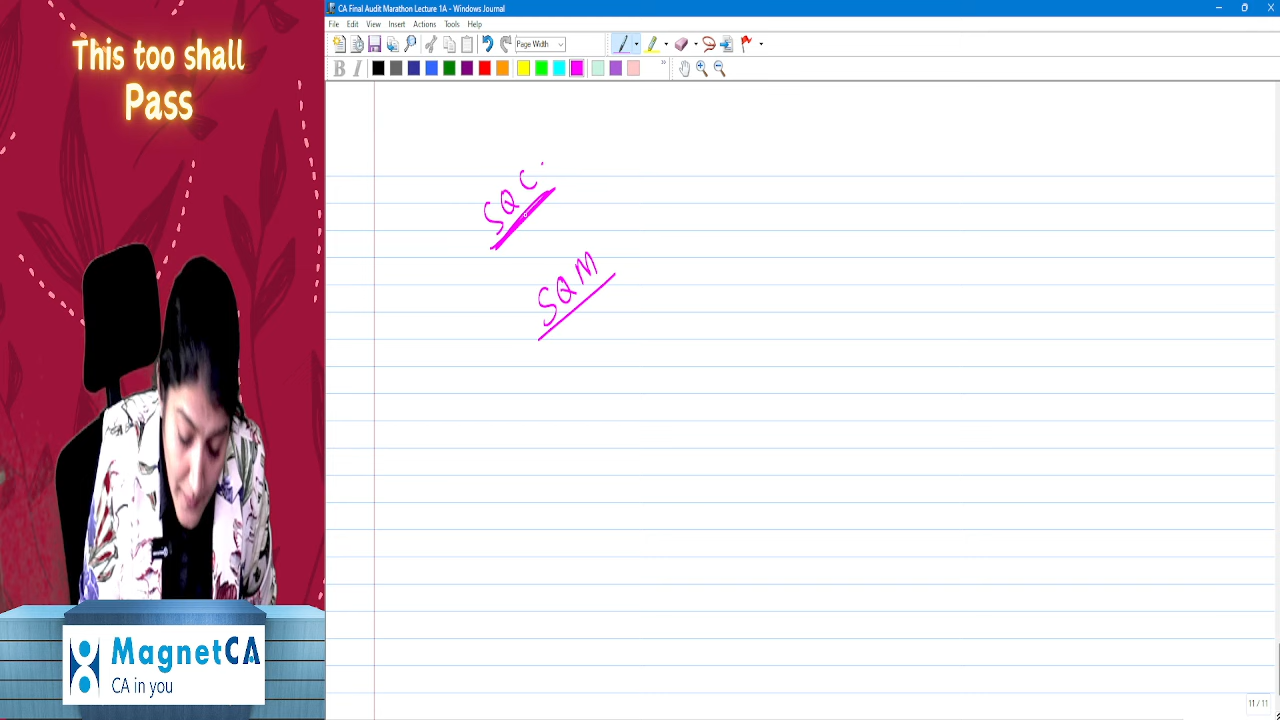 This too shall
Pass
CA Final Audit Marathon Lecture 1A - Windows Journal
File Edit View Insert Actions Tools Help
Page Width
B I
SQC
SQM
MagnetCA
CA in you
11 / 11